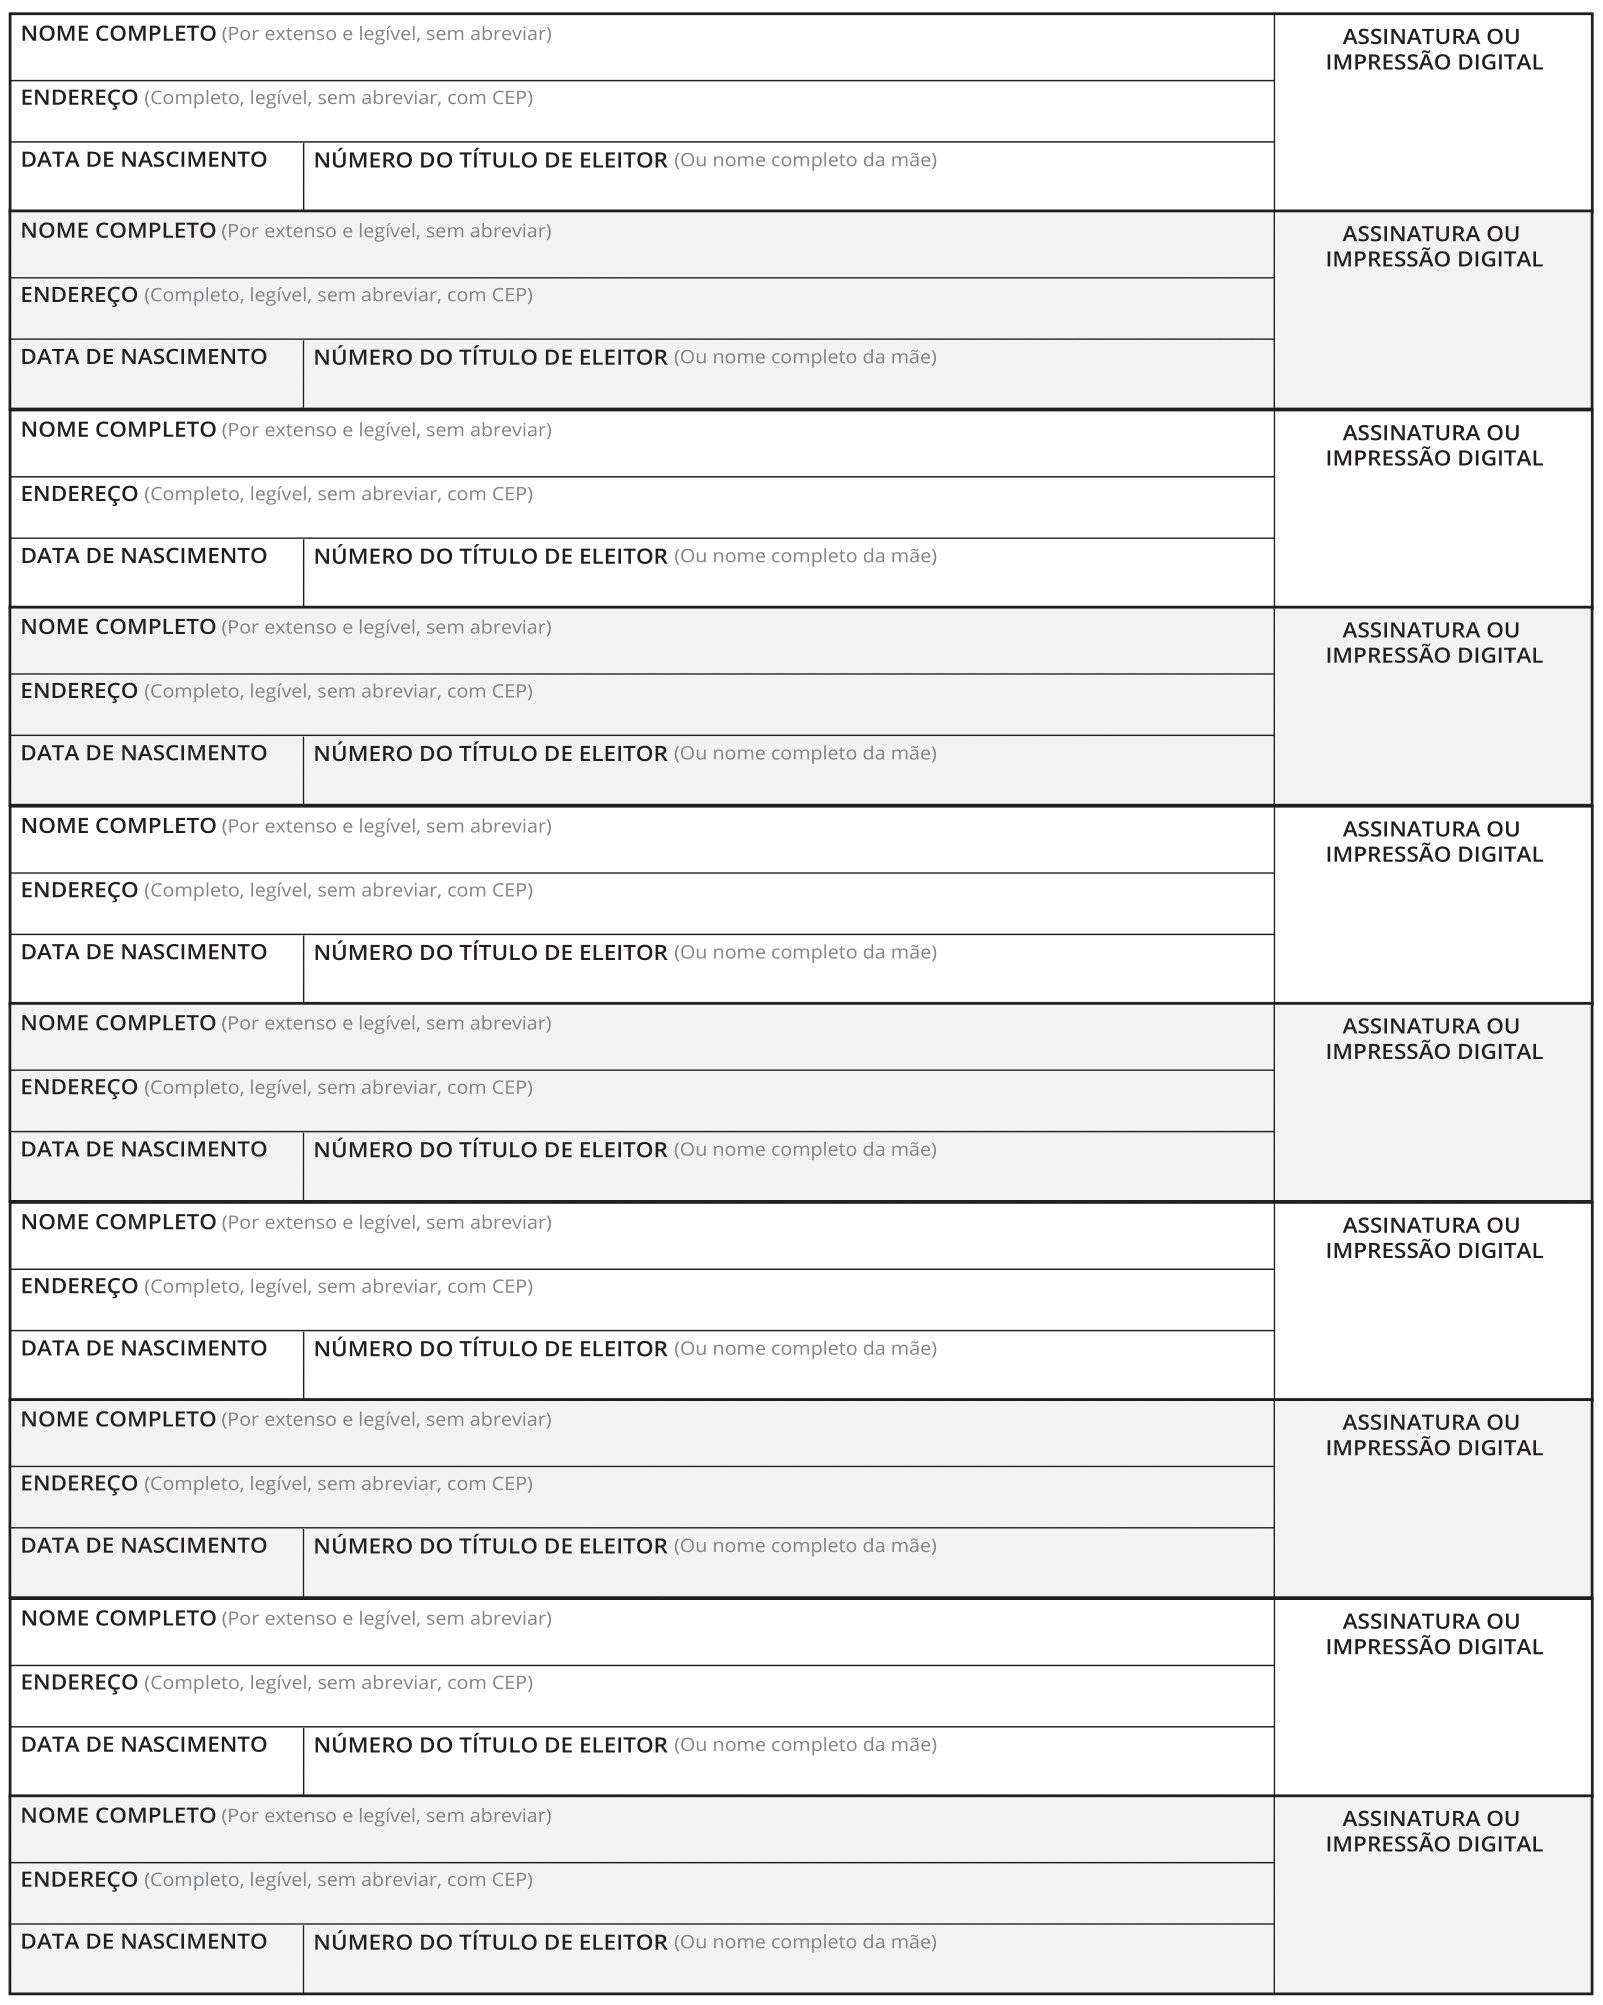 NOME COMPLETO (Por extenso e legível, sem abreviar)
ASSINATURA OU
IMPRESSÃO DIGITAL
ENDEREÇO (Completo, legível, sem abreviar, com CEP)
DATA DE NASCIMENTO
NÚMERO DO TÍTULO DE ELEITOR (Ou nome completo da mãe)
NOME COMPLETO (Por extenso e legível, sem abreviar)
ASSINATURA OU
IMPRESSÃO DIGITAL
ENDEREÇO (Completo, legível, sem abreviar, com CEP)
DATA DE NASCIMENTO
NÚMERO DO TÍTULO DE ELEITOR (Ou nome completo da mãe)
NOME COMPLETO (Por extenso e legível, sem abreviar)
ASSINATURA OU
IMPRESSÃO DIGITAL
ENDEREÇO (Completo, legível, sem abreviar, com CEP)
DATA DE NASCIMENTO
NÚMERO DO TÍTULO DE ELEITOR (Ou nome completo da mãe)
NOME COMPLETO (Por extenso e legível, sem abreviar)
ASSINATURA OU
IMPRESSÃO DIGITAL
ENDEREÇO (Completo, legível, sem abreviar, com CEP)
DATA DE NASCIMENTO
NÚMERO DO TÍTULO DE ELEITOR (Ou nome completo da mãe)
NOME COMPLETO (Por extenso e legível, sem abreviar)
ASSINATURA OU
IMPRESSÃO DIGITAL
ENDEREÇO (Completo, legível, sem abreviar, com CEP)
DATA DE NASCIMENTO
NÚMERO DO TÍTULO DE ELEITOR (Ou nome completo da mãe)
NOME COMPLETO (Por extenso e legível, sem abreviar)
ASSINATURA OU
IMPRESSÃO DIGITAL
ENDEREÇO (Completo, legível, sem abreviar, com CEP)
DATA DE NASCIMENTO
NÚMERO DO TÍTULO DE ELEITOR (Ou nome completo da mãe)
NOME COMPLETO (Por extenso e legível, sem abreviar)
ASSINATURA OU
IMPRESSÃO DIGITAL
ENDEREÇO (Completo, legível, sem abreviar, com CEP)
DATA DE NASCIMENTO
NÚMERO DO TÍTULO DE ELEITOR (Ou nome completo da mãe)
NOME COMPLETO (Por extenso e legível, sem abreviar)
ASSINATURA OU
IMPRESSÃO DIGITAL
ENDEREÇO (Completo, legível, sem abreviar, com CEP)
DATA DE NASCIMENTO
NÚMERO DO TÍTULO DE ELEITOR (Ou nome completo da mãe)
NOME COMPLETO (Por extenso e legível, sem abreviar)
ASSINATURA OU
IMPRESSÃO DIGITAL
ENDEREÇO (Completo, legível, sem abreviar, com CEP)
DATA DE NASCIMENTO
NÚMERO DO TÍTULO DE ELEITOR (Ou nome completo da mãe)
NOME COMPLETO (Por extenso e legível, sem abreviar)
ASSINATURA OU
IMPRESSÃO DIGITAL
ENDEREÇO (Completo, legível, sem abreviar, com CEP)
DATA DE NASCIMENTO
NÚMERO DO TÍTULO DE ELEITOR (Ou nome completo da mãe)